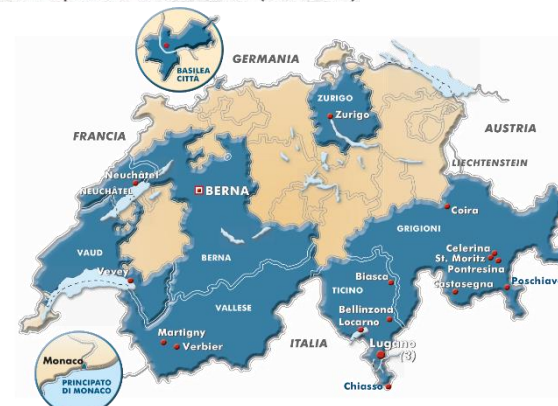 BASILEA
CITTÀ
GERMANIA
ZURIGO
Zurigo
FRANCIA
AUSTRIA
LIECHTENSTEIN
Neuchâtel
NEUCHÂTEL
BERNA
Coira
GRIGIONI
VAUD
BERNA
Celerina
St. Moritz
Pontresina
Vevey
Biasca
TICINO
Castasegna
Poschiavo
VALLESE
Bellinzona
Locarno
Martigny
Verbier
ITALIA
Lugano
(3)
Monaco
PRINCIPATO
DI MONACO
Chiasso